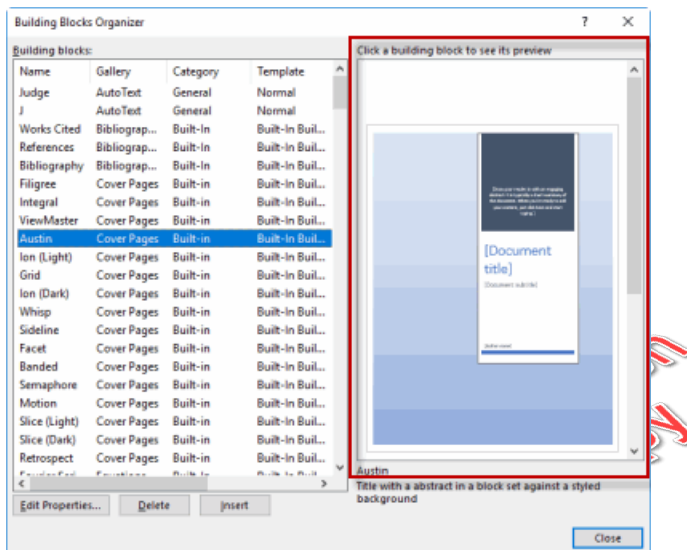 Building Blocks Organizer ? ×
Building blocks:
Click a building block to see its preview
Name Gallery Category Template
Judge AutoText General Normal
J AutoText General Normal
Works Cited Bibliograp... Built-In Built-In Buil...
References Bibliograp... Built-In Built-In Buil...
Bibliography Bibliograp... Built-In Built-In Buil...
Filigree Cover Pages Built-in Built-In Buil...
Integral Cover Pages Built-in Built-In Buil...
ViewMaster Cover Pages Built-in Built-In Buil...
Austin Cover Pages Built-in Built-In Buil...
Ion (Light) Cover Pages Built-in Built-In Buil...
Grid Cover Pages Built-in Built-In Buil...
Ion (Dark) Cover Pages Built-in Built-In Buil...
Whisp Cover Pages Built-in Built-In Buil...
Sideline Cover Pages Built-in Built-In Buil...
Facet Cover Pages Built-in Built-In Buil...
Banded Cover Pages Built-in Built-In Buil...
Semaphore Cover Pages Built-in Built-In Buil...
Motion Cover Pages Built-in Built-In Buil...
Slice (Light) Cover Pages Built-in Built-In Buil...
Slice (Dark) Cover Pages Built-in Built-In Buil...
Retrospect Cover Pages Built-in Built-In Buil...
[Document
title]
[Document subtitle]
[Author name]
Austin
Title with a abstract in a block set against a styled
background
Edit Properties... Delete Insert
Close